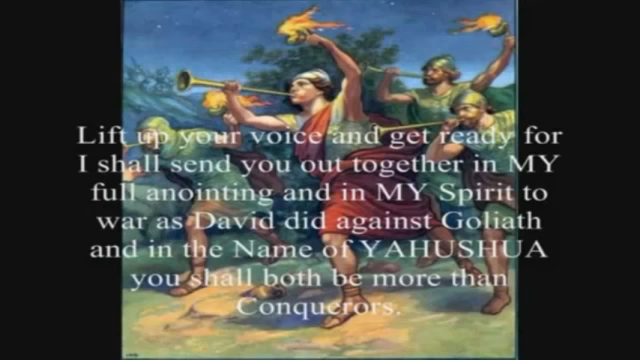 Lift up your voice and get ready for
I shall send you out together in MY
full anointing and in MY Spirit to
war as David did against Goliath
and in the Name of YAHUSHUA
you shall both be more than
Conquerors.